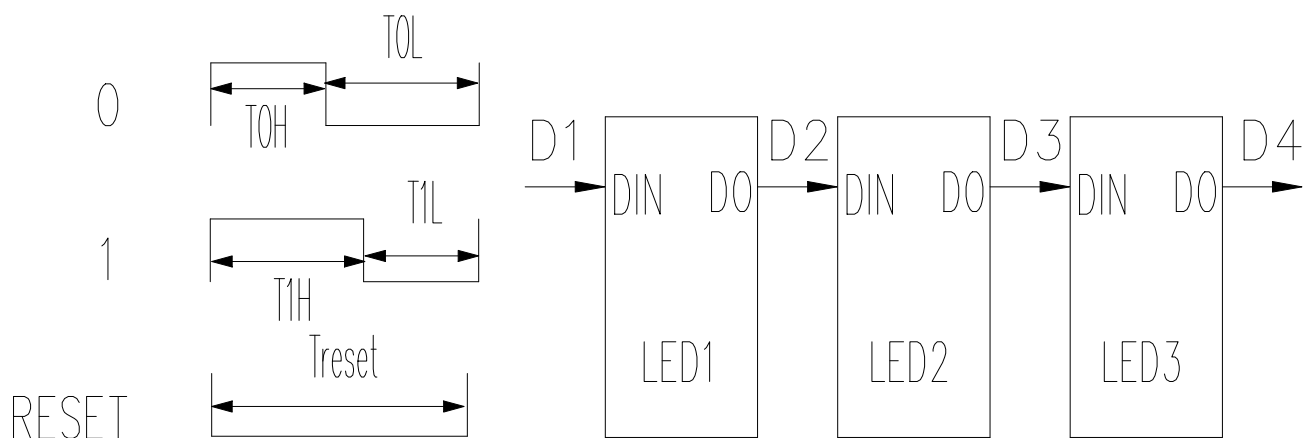 0
T0H
T0L
1
T1H
T1L
RESET
Treset
D1
D2
D3
D4
DIN DO
DIN DO
DIN DO
LED1
LED2
LED3